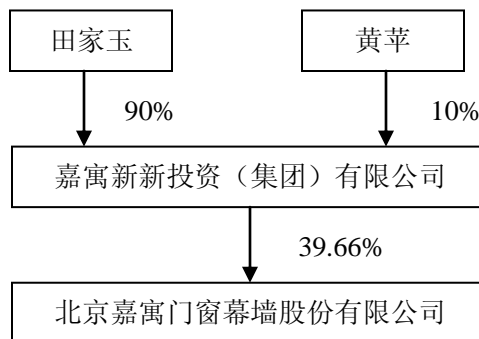 田家玉
黄苹
90%
10%
嘉寓新新投资（集团）有限公司
39.66%
北京嘉寓门窗幕墙股份有限公司